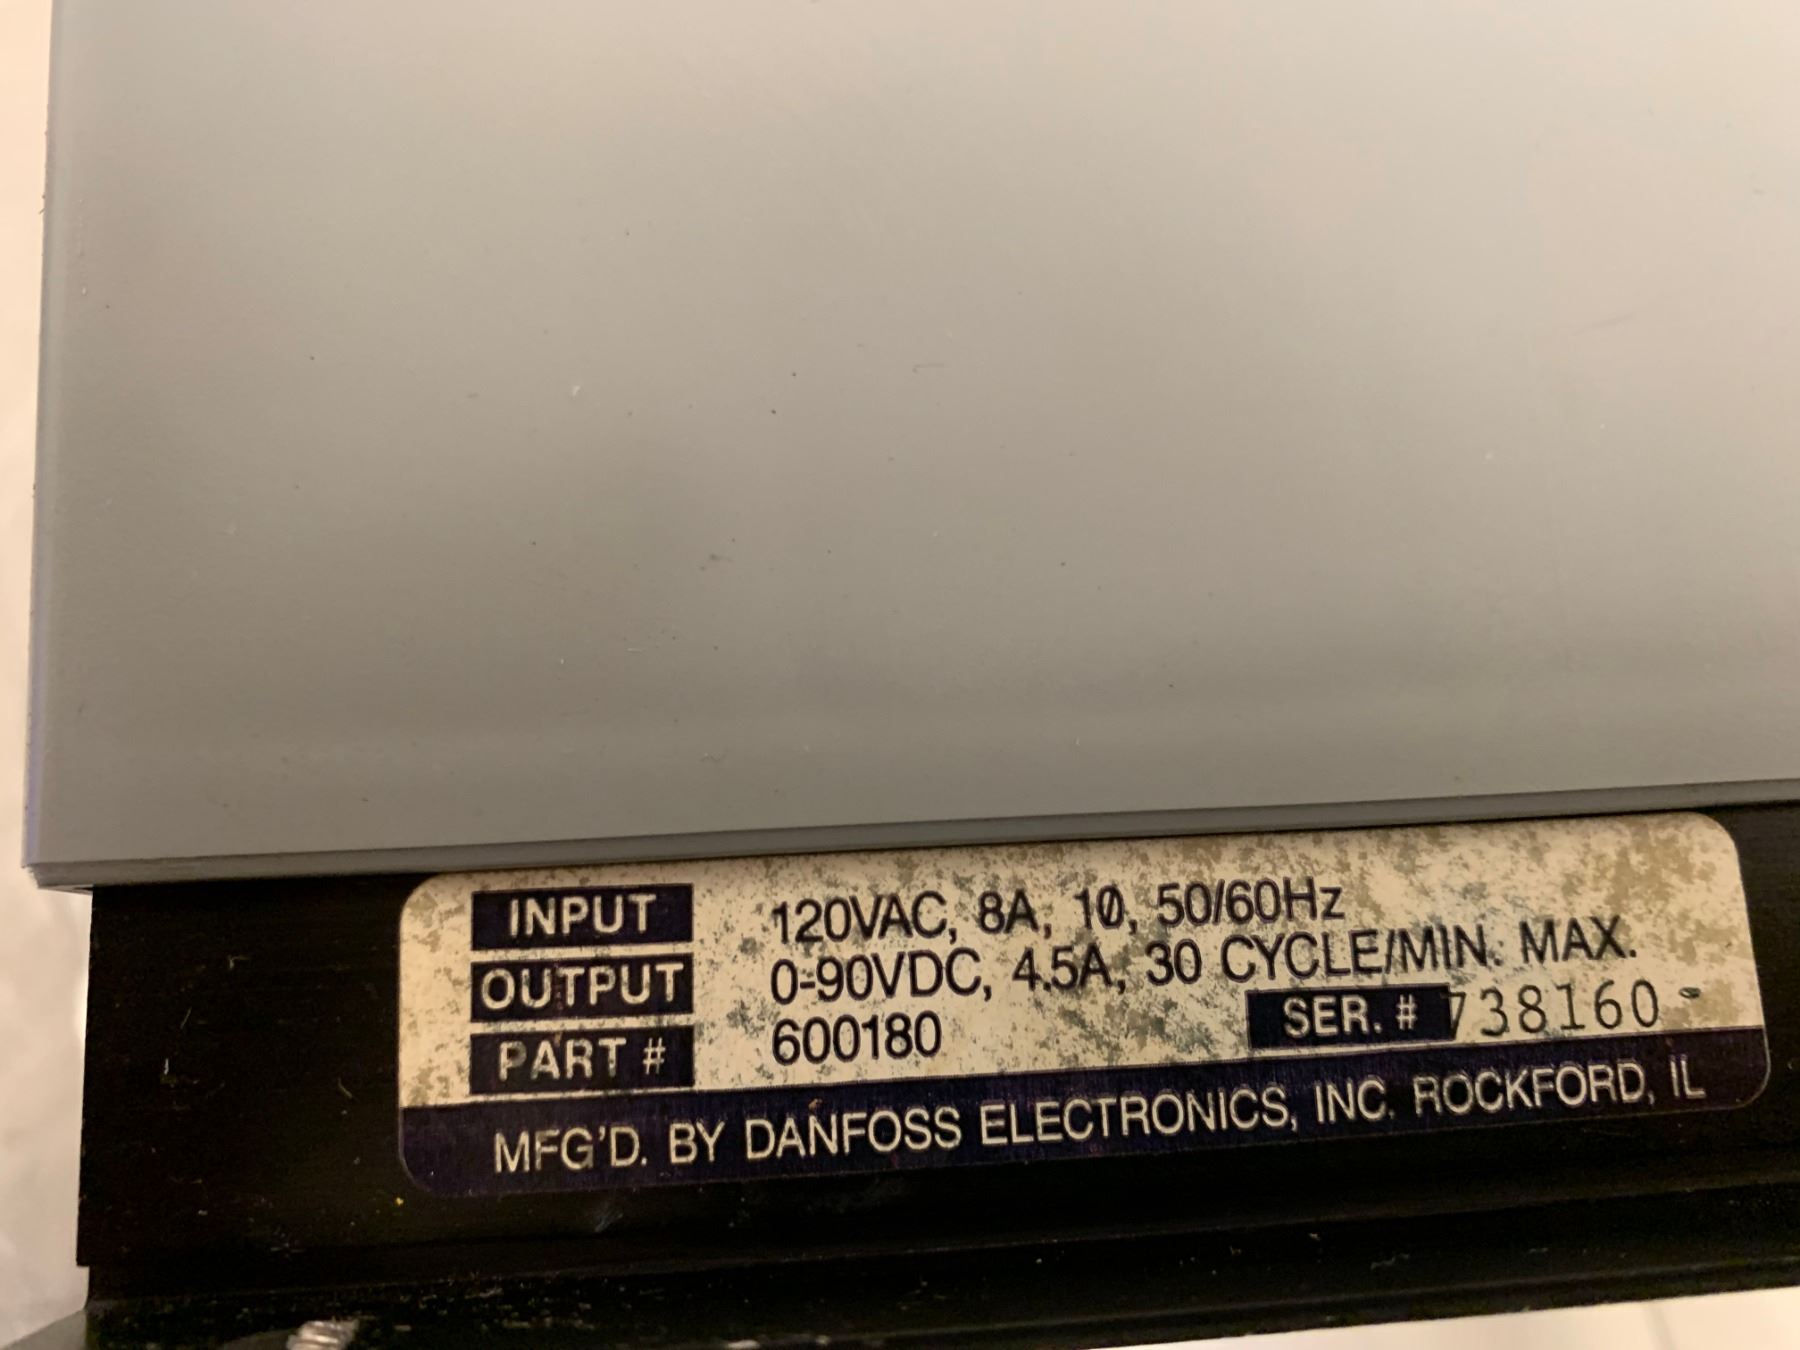 INPUT 120VAC, 8A, 1Ø, 50/60Hz
OUTPUT 0-90VDC, 4.5A, 30 CYCLE/MIN. MAX.
PART # 600180 SER. # 738160
MFG'D. BY DANFOSS ELECTRONICS, INC. ROCKFORD, IL